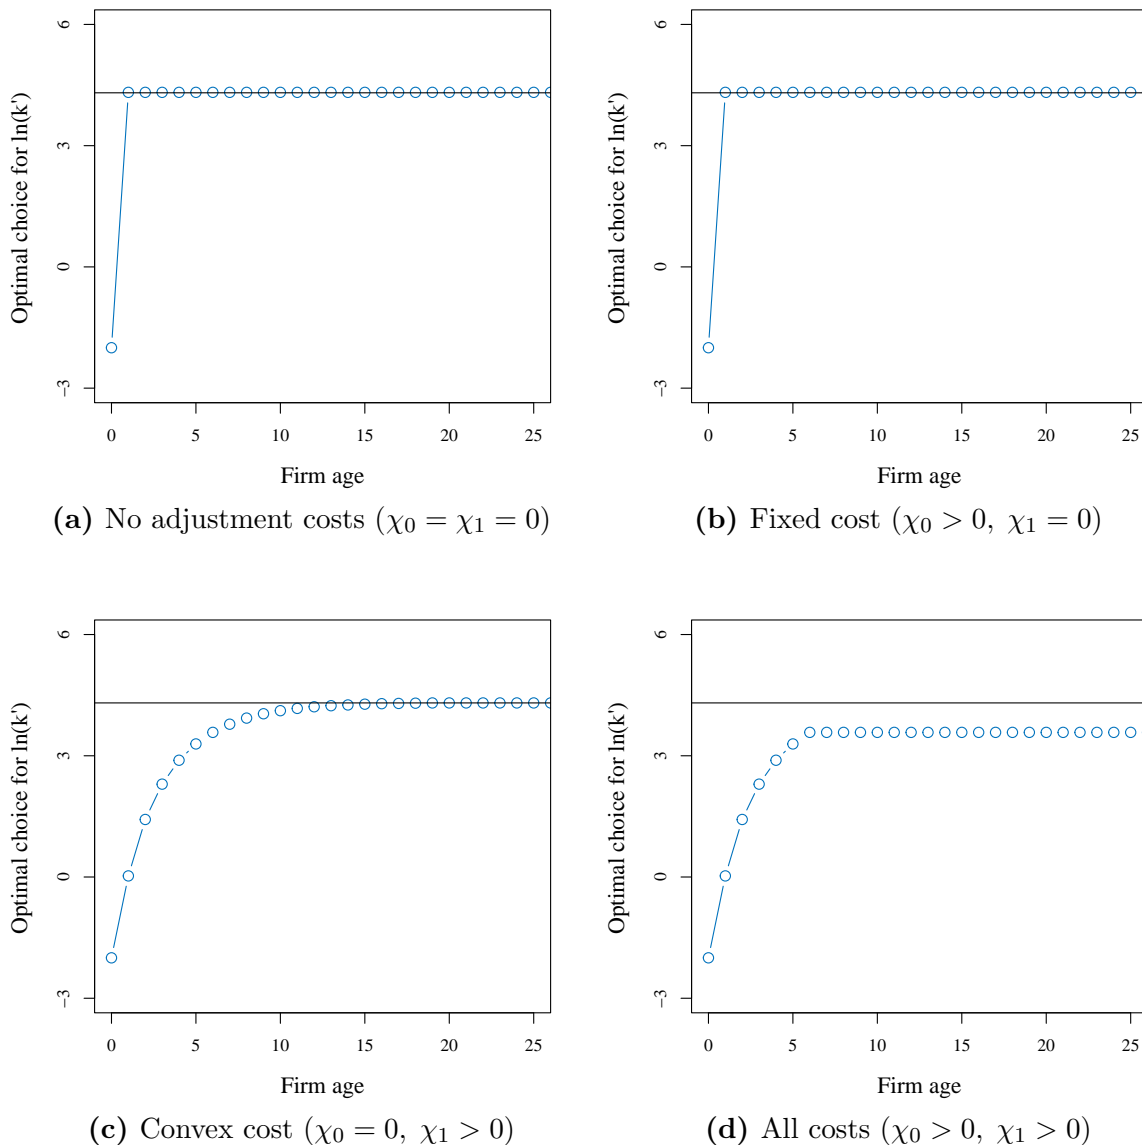 6
3
0
−3
Optimal choice for ln(k')
0 5 10 15 20 25
Firm age
(a) No adjustment costs (χ₀ = χ₁ = 0)
6
3
0
−3
Optimal choice for ln(k')
0 5 10 15 20 25
Firm age
(b) Fixed cost (χ₀ > 0, χ₁ = 0)
6
3
0
−3
Optimal choice for ln(k')
0 5 10 15 20 25
Firm age
(c) Convex cost (χ₀ = 0, χ₁ > 0)
6
3
0
−3
Optimal choice for ln(k')
0 5 10 15 20 25
Firm age
(d) All costs (χ₀ > 0, χ₁ > 0)